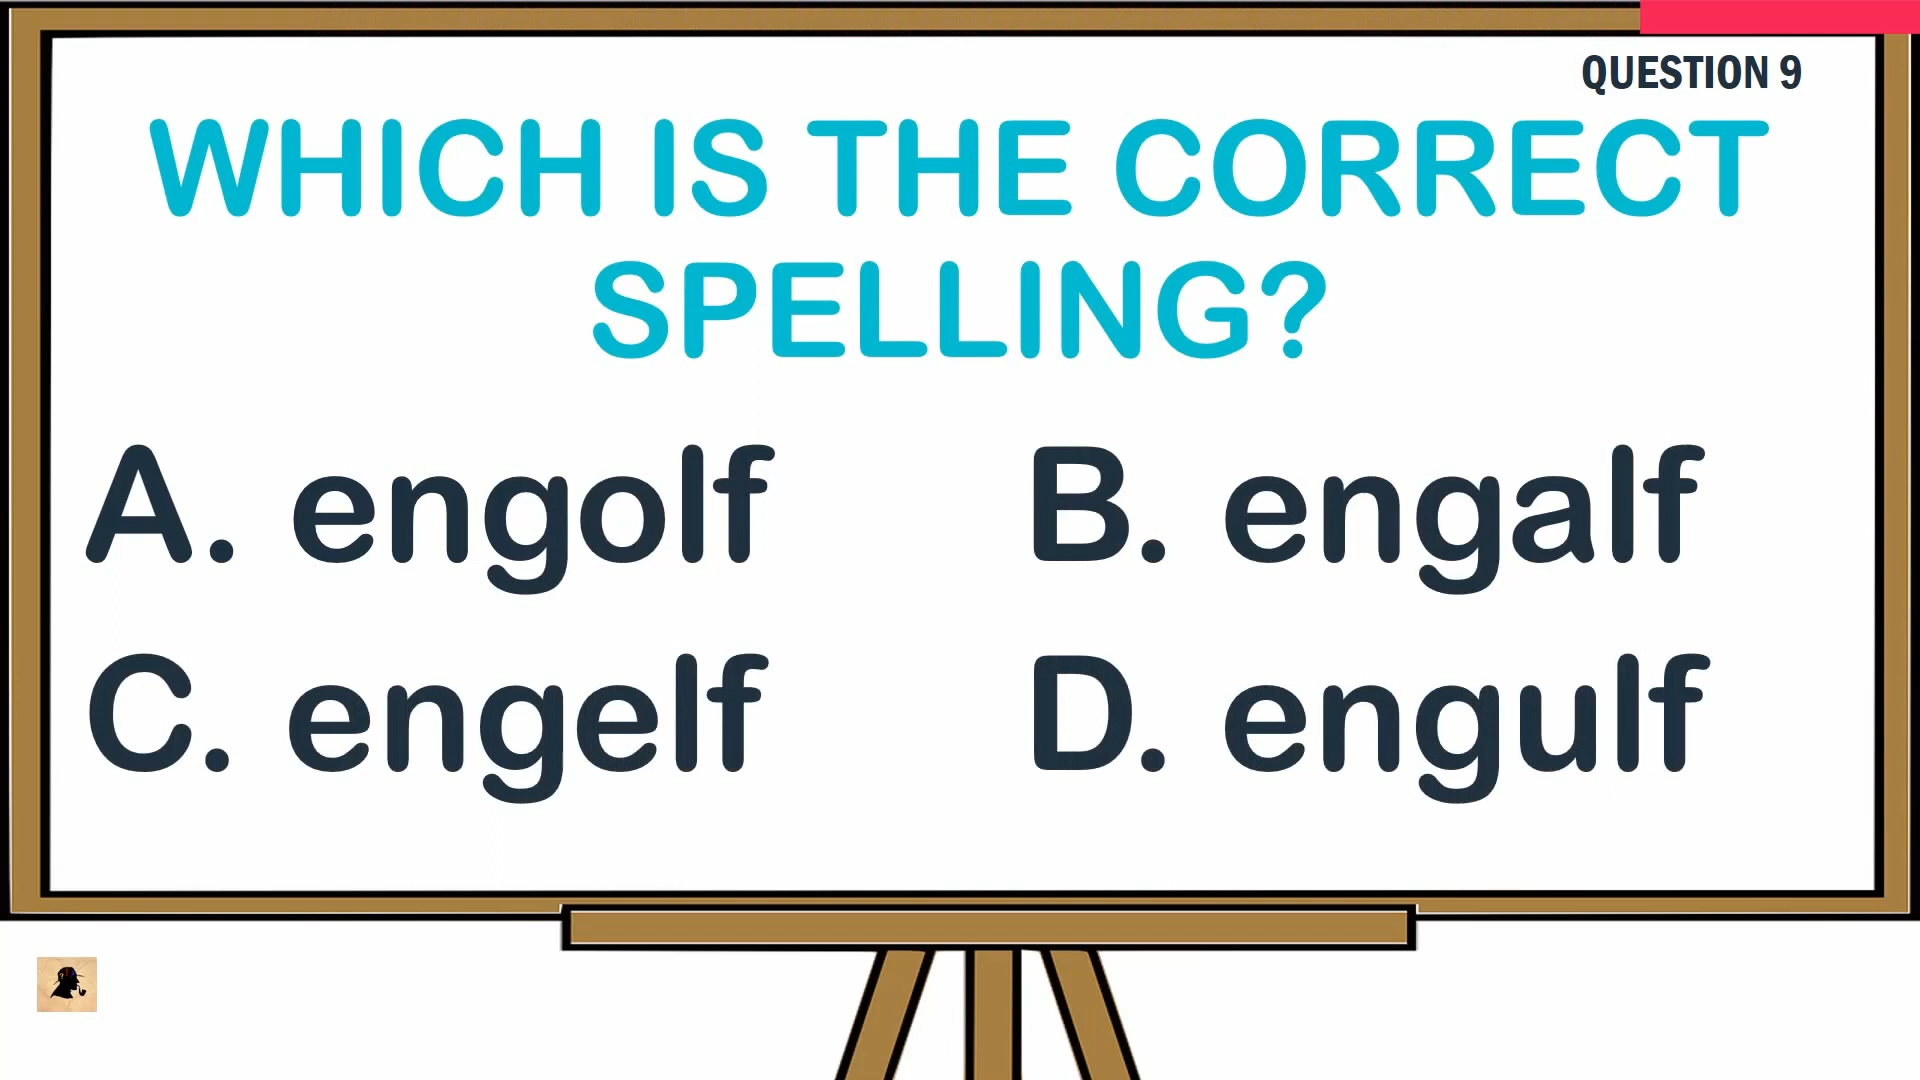 QUESTION 9
WHICH IS THE CORRECT
SPELLING?
A. engolf
B. engalf
C. engelf
D. engulf